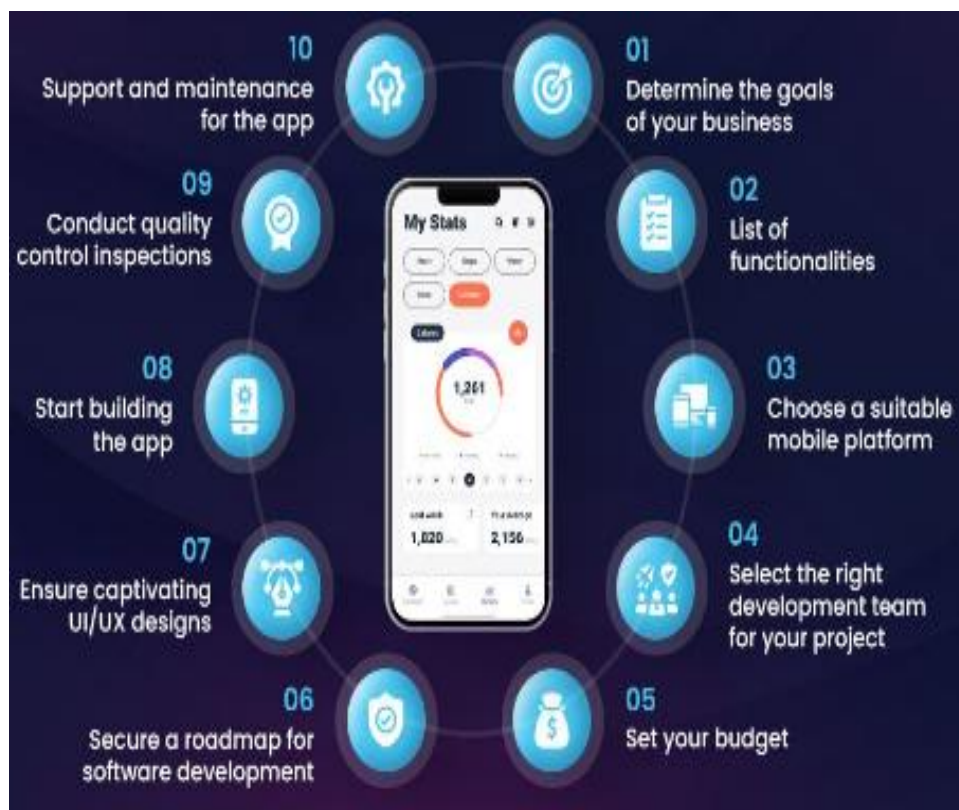 01
Determine the goals
of your business
02
List of
functionalities
03
Choose a suitable
mobile platform
04
Select the right
development team
for your project
05
Set your budget
06
Secure a roadmap for
software development
07
Ensure captivating
UI/UX designs
08
Start building
the app
09
Conduct quality
control inspections
10
Support and maintenance
for the app
My Stats
1,261
1,820
2,156
$